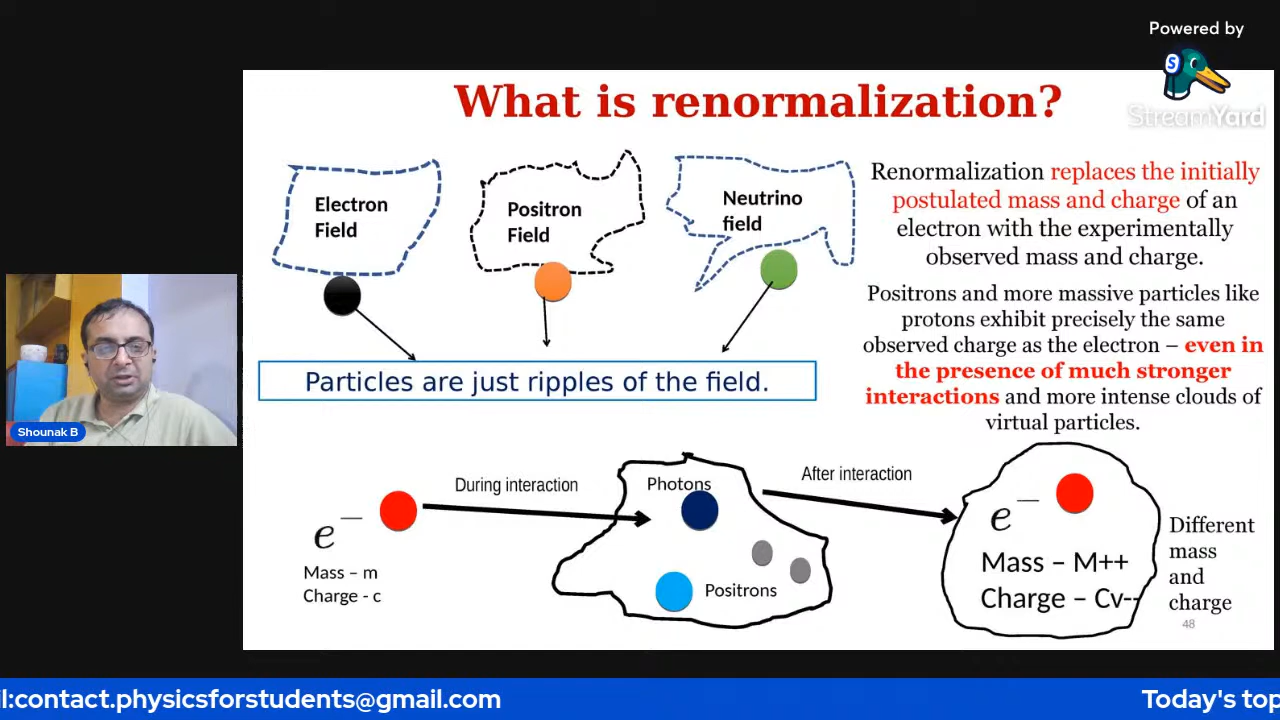 Powered by
StreamYard
What is renormalization?
Electron
Field
Positron
Field
Neutrino
field
Particles are just ripples of the field.
Renormalization replaces the initially
postulated mass and charge of an
electron with the experimentally
observed mass and charge.
Positrons and more massive particles like
protons exhibit precisely the same
observed charge as the electron – even in
the presence of much stronger
interactions and more intense clouds of
virtual particles.
e⁻
Mass – m
Charge - c
During interaction
Photons
Positrons
After interaction
e⁻
Mass – M++
Charge – Cv--
Different
mass
and
charge
48
Shounak B
l:contact.physicsforstudents@gmail.com
Today's top